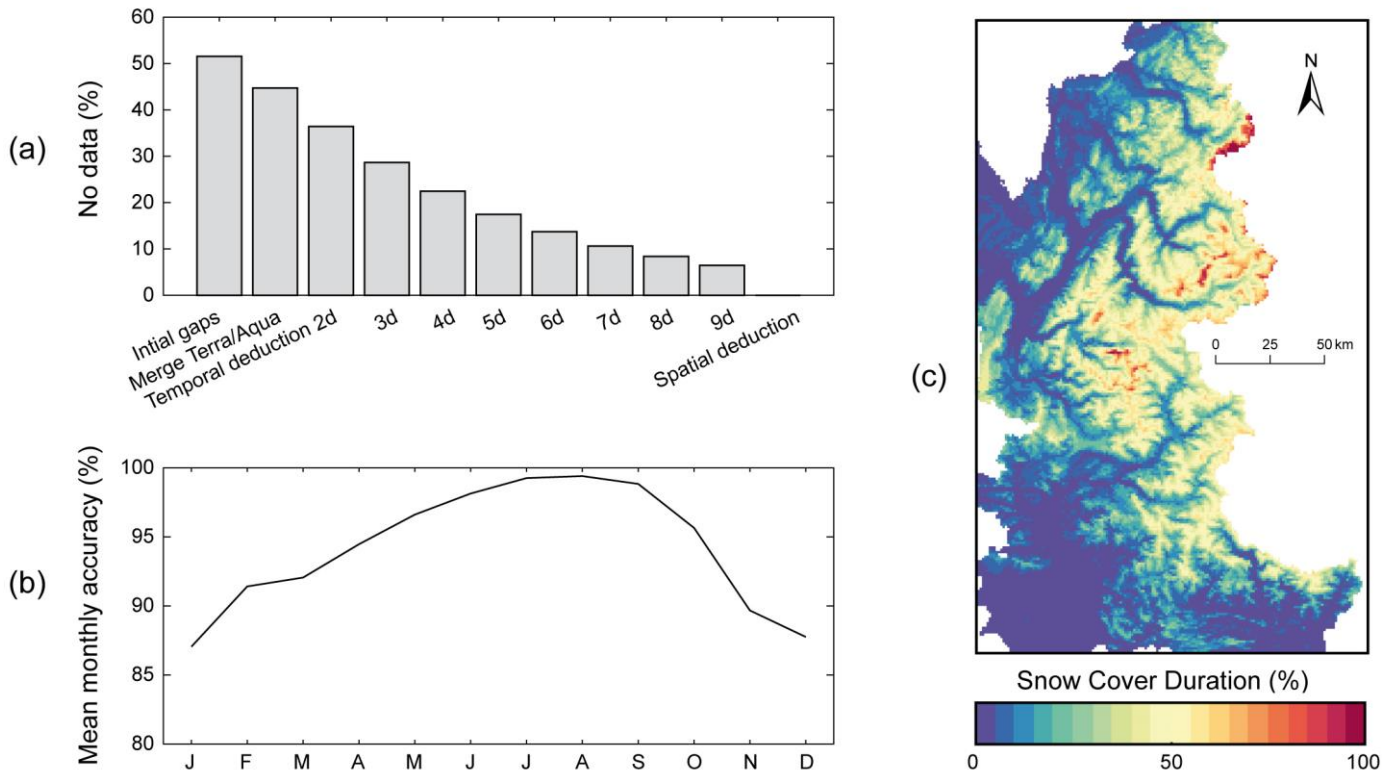 (a)
No data (%)
60
50
40
30
20
10
0
Intial gaps
Merge Terra/Aqua
Temporal deduction 2d
3d
4d
5d
6d
7d
8d
9d
Spatial deduction
(b)
Mean monthly accuracy (%)
100
95
90
85
80
J F M A M J J A S O N D
(c)
N
0 25 50 km
Snow Cover Duration (%)
0 50 100